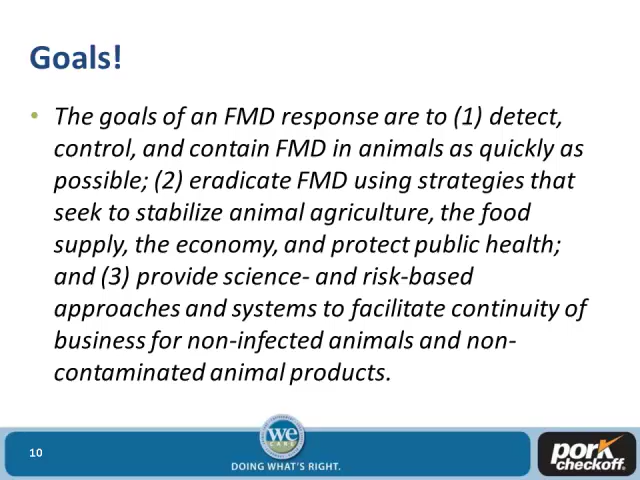 Goals!
• The goals of an FMD response are to (1) detect,
control, and contain FMD in animals as quickly as
possible; (2) eradicate FMD using strategies that
seek to stabilize animal agriculture, the food
supply, the economy, and protect public health;
and (3) provide science- and risk-based
approaches and systems to facilitate continuity of
business for non-infected animals and non-
contaminated animal products.
10
we
CARE
DOING WHAT'S RIGHT.
pork
checkoff.